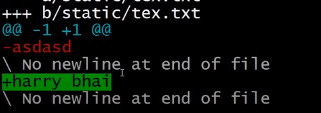 +++ b/static/tex.txt
@@ -1 +1 @@
-asdasd
\ No newline at end of file
+harry bhai
\ No newline at end of file